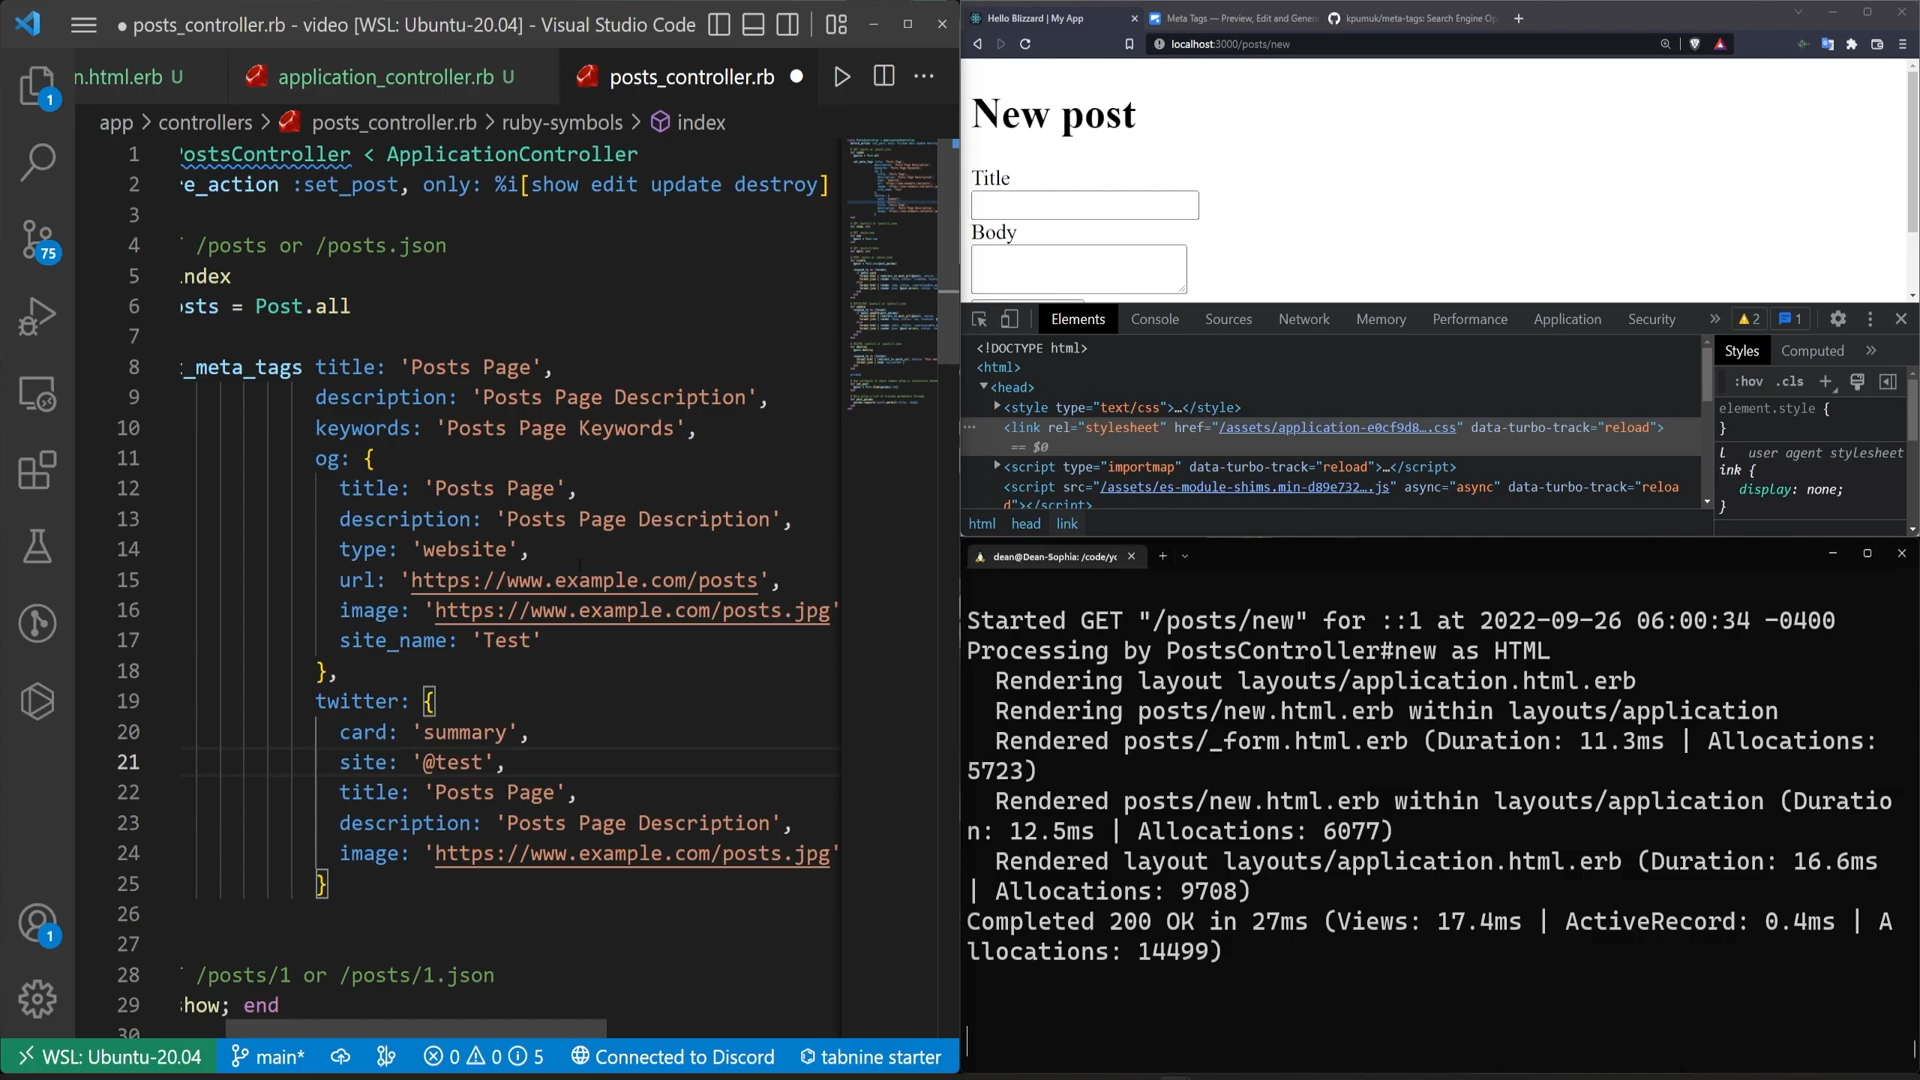 ● posts_controller.rb - video [WSL: Ubuntu-20.04] - Visual Studio Code
n.html.erb U
application_controller.rb U
posts_controller.rb
app > controllers > posts_controller.rb > ruby-symbols > index
1 PostsController < ApplicationController
2 re_action :set_post, only: %i[show edit update destroy]
3
4 /posts or /posts.json
5 index
6 osts = Post.all
7
8 t_meta_tags title: 'Posts Page',
9 description: 'Posts Page Description',
10 keywords: 'Posts Page Keywords',
11 og: {
12 title: 'Posts Page',
13 description: 'Posts Page Description',
14 type: 'website',
15 url: 'https://www.example.com/posts',
16 image: 'https://www.example.com/posts.jpg'
17 site_name: 'Test'
18 },
19 twitter: {
20 card: 'summary',
21 site: '@test',
22 title: 'Posts Page',
23 description: 'Posts Page Description',
24 image: 'https://www.example.com/posts.jpg'
25 }
26
27
28 /posts/1 or /posts/1.json
29 show; end
30
1
75
1
WSL: Ubuntu-20.04
main*
0 0 5
Connected to Discord
tabnine starter
Hello Blizzard | My App
Meta Tags — Preview, Edit and Genera
kpumuk/meta-tags: Search Engine Op
localhost:3000/posts/new
New post
Title
Body
Elements Console Sources Network Memory Performance Application Security » 2 1
<!DOCTYPE html>
<html>
<head>
<style type="text/css">…</style>
<link rel="stylesheet" href="/assets/application-e0cf9d8….css" data-turbo-track="reload">
== $0
<script type="importmap" data-turbo-track="reload">…</script>
<script src="/assets/es-module-shims.min-d89e732….js" async="async" data-turbo-track="reloa
d"></script>
html head link
Styles Computed »
:hov .cls +
element.style {
}
l user agent stylesheet
ink {
display: none;
}
dean@Dean-Sophia: /code/yo
Started GET "/posts/new" for ::1 at 2022-09-26 06:00:34 -0400
Processing by PostsController#new as HTML
Rendering layout layouts/application.html.erb
Rendering posts/new.html.erb within layouts/application
Rendered posts/_form.html.erb (Duration: 11.3ms | Allocations:
5723)
Rendered posts/new.html.erb within layouts/application (Duratio
n: 12.5ms | Allocations: 6077)
Rendered layout layouts/application.html.erb (Duration: 16.6ms
| Allocations: 9708)
Completed 200 OK in 27ms (Views: 17.4ms | ActiveRecord: 0.4ms | A
llocations: 14499)